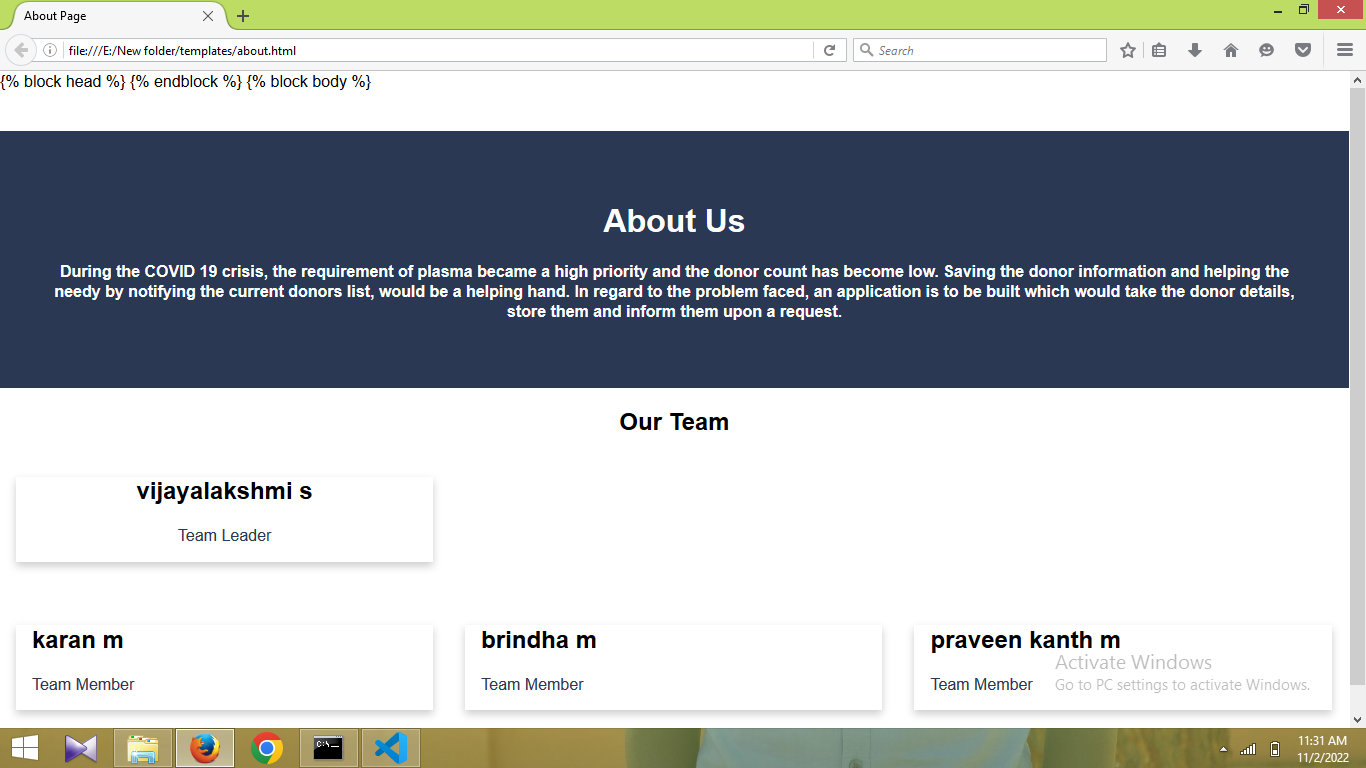 About Page
file:///E:/New folder/templates/about.html
Search
{% block head %} {% endblock %} {% block body %}
About Us
During the COVID 19 crisis, the requirement of plasma became a high priority and the donor count has become low. Saving the donor information and helping the
needy by notifying the current donors list, would be a helping hand. In regard to the problem faced, an application is to be built which would take the donor details,
store them and inform them upon a request.
Our Team
vijayalakshmi s
Team Leader
karan m
Team Member
brindha m
Team Member
praveen kanth m
Team Member
Activate Windows
Go to PC settings to activate Windows.
C:\
11:31 AM
11/2/2022